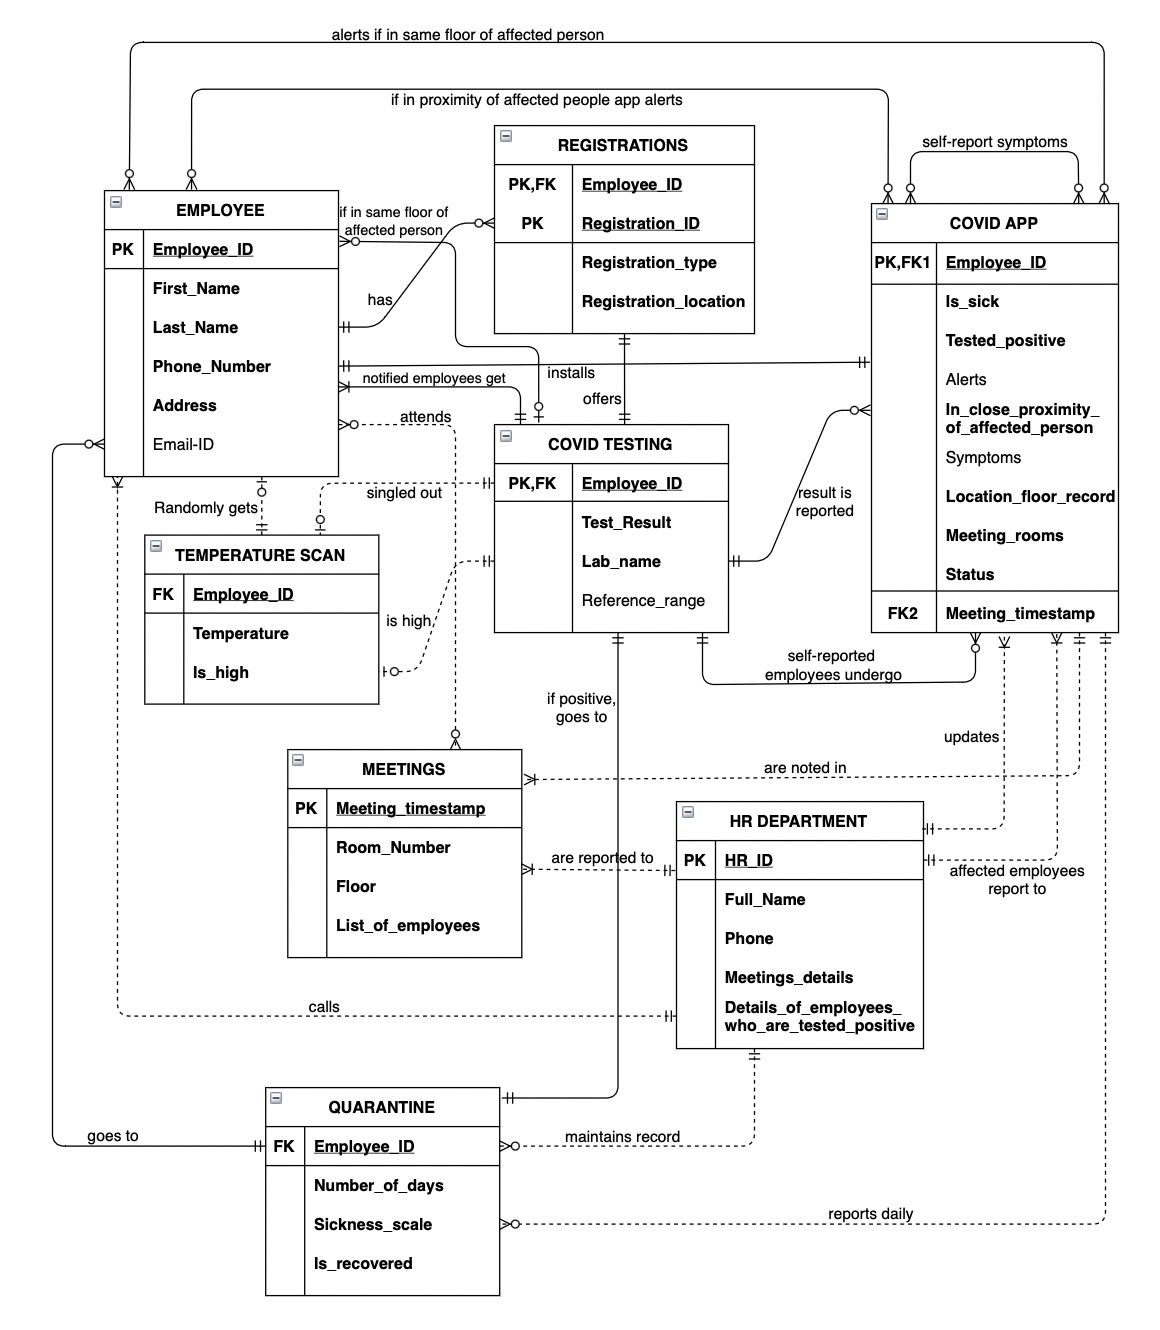 alerts if in same floor of affected person
if in proximity of affected people app alerts
self-report symptoms
REGISTRATIONS
PK,FK Employee_ID
PK Registration_ID
Registration_type
Registration_location
EMPLOYEE
PK Employee_ID
First_Name
Last_Name
Phone_Number
Address
Email-ID
if in same floor of
affected person
has
COVID APP
PK,FK1 Employee_ID
Is_sick
Tested_positive
Alerts
In_close_proximity_
of_affected_person
Symptoms
Location_floor_record
Meeting_rooms
Status
FK2 Meeting_timestamp
installs
notified employees get
offers
attends
COVID TESTING
PK,FK Employee_ID
Test_Result
Lab_name
Reference_range
singled out
Randomly gets
result is
reported
TEMPERATURE SCAN
FK Employee_ID
Temperature
Is_high
is high
self-reported
employees undergo
if positive,
goes to
updates
are noted in
MEETINGS
PK Meeting_timestamp
Room_Number
Floor
List_of_employees
are reported to
HR DEPARTMENT
PK HR_ID
Full_Name
Phone
Meetings_details
Details_of_employees_
who_are_tested_positive
affected employees
report to
calls
QUARANTINE
FK Employee_ID
Number_of_days
Sickness_scale
Is_recovered
goes to
maintains record
reports daily